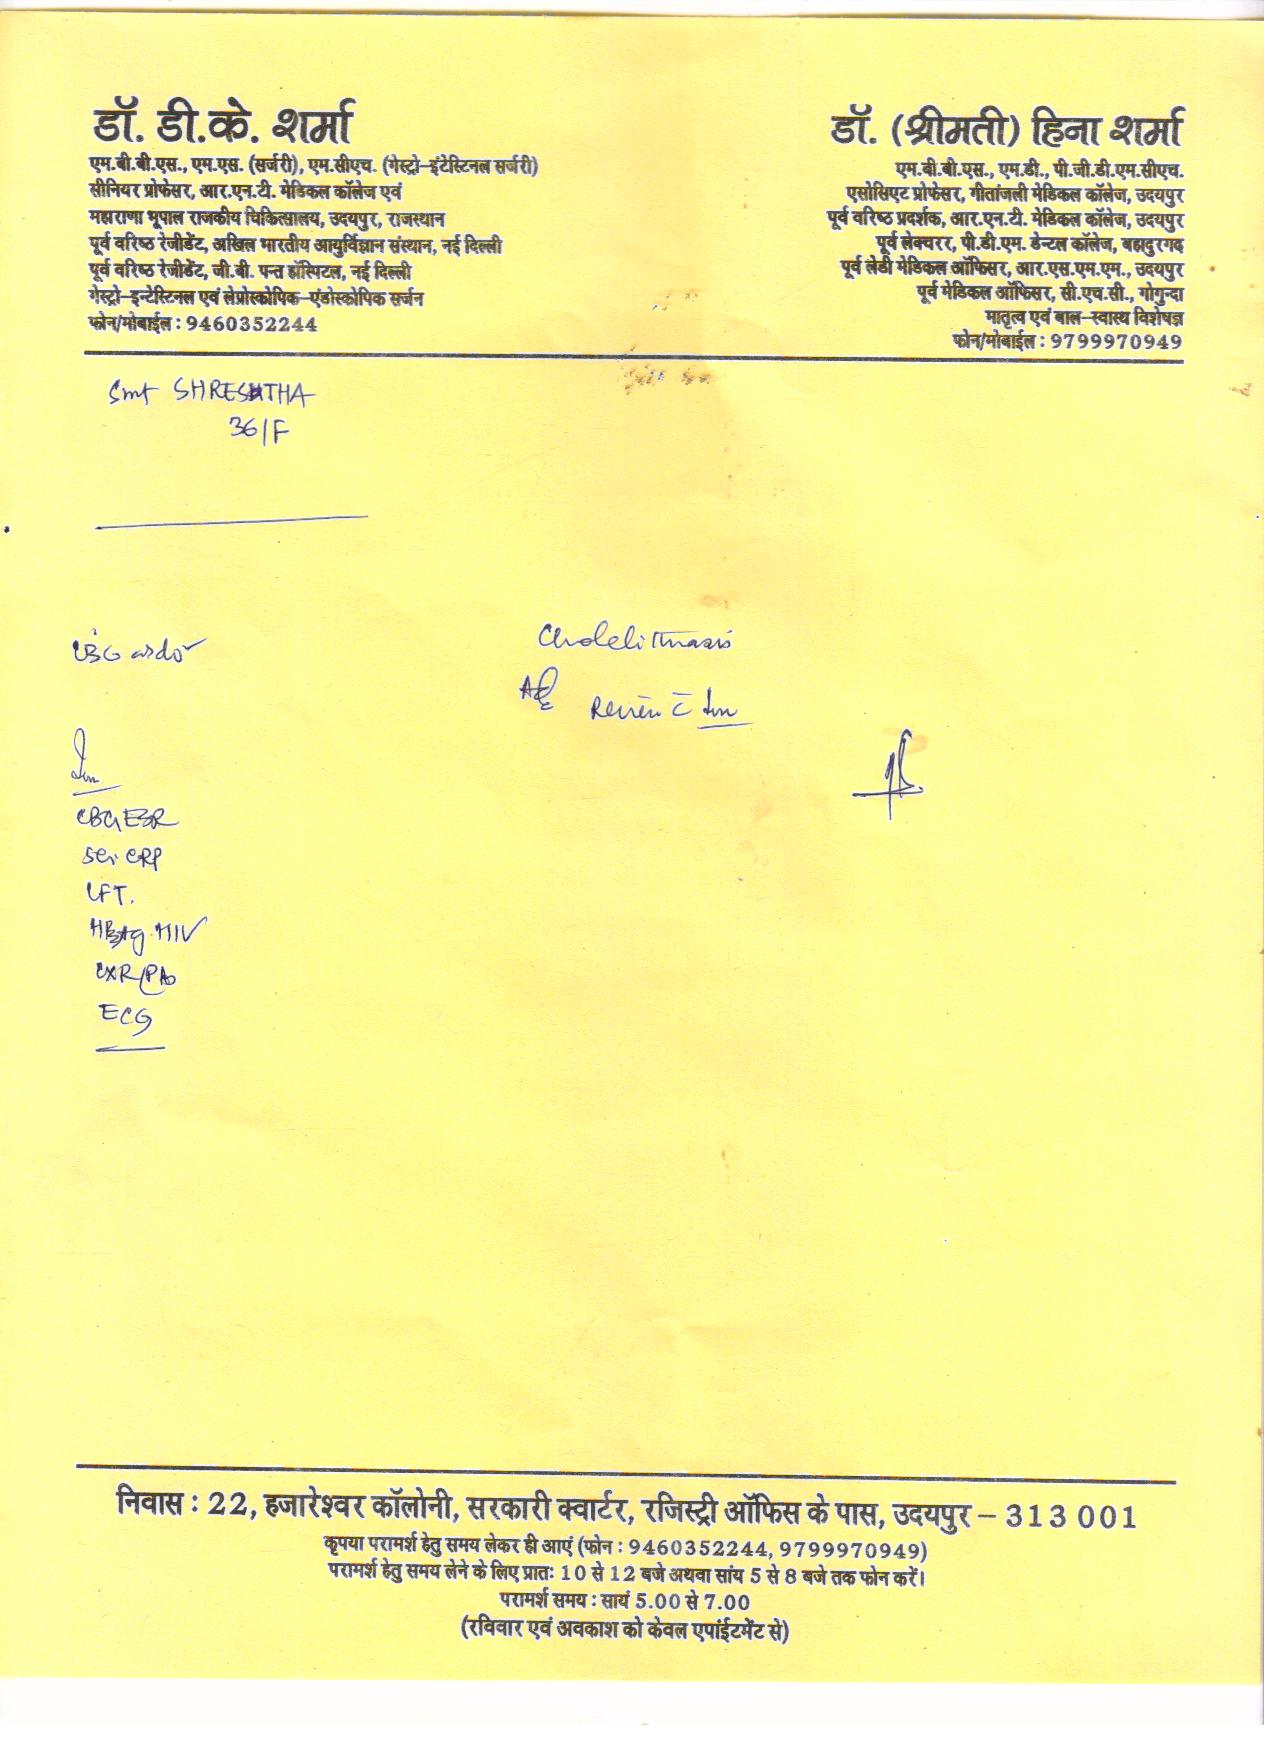 डॉ. डी.के. शर्मा
एम.बी.बी.एस., एम.एस. (सर्जरी), एम.सीएच. (गेस्ट्रो–इंटेस्टिनल सर्जरी)
सीनियर प्रोफेसर, आर.एन.टी. मेडिकल कॉलेज एवं
महाराणा भूपाल राजकीय चिकित्सालय, उदयपुर, राजस्थान
पूर्व वरिष्ठ रेजीडेंट, अखिल भारतीय आयुर्विज्ञान संस्थान, नई दिल्ली
पूर्व वरिष्ठ रेजीडेंट, जी.बी. पन्त हॉस्पिटल, नई दिल्ली
गेस्ट्रो–इन्टेस्टिनल एवं लेप्रोस्कोपिक–एंडोस्कोपिक सर्जन
फोन/मोबाईल : 9460352244
डॉ. (श्रीमती) हिना शर्मा
एम.बी.बी.एस., एम.डी., पी.जी.डी.एम.सीएच.
एसोसिएट प्रोफेसर, गीतांजली मेडिकल कॉलेज, उदयपुर
पूर्व वरिष्ठ प्रदर्शक, आर.एन.टी. मेडिकल कॉलेज, उदयपुर
पूर्व लेक्चरर, पी.डी.एम. डेन्टल कॉलेज, बहादुरगढ़
पूर्व लेडी मेडिकल ऑफिसर, आर.एस.एम.एम., उदयपुर
पूर्व मेडिकल ऑफिसर, सी.एच.सी., गोगुन्दा
मातृत्व एवं बाल–स्वास्थ विशेषज्ञ
फोन/मोबाईल : 9799970949
Smt SHRESHTHA
36/F
Cholelithiasis
Review c̄ Inv
Inv
CBC ESR
Ser CRP
LFT.
HBsAg HIV
CXR/PA
ECG
निवास : 22, हजारेश्वर कॉलोनी, सरकारी क्वार्टर, रजिस्ट्री ऑफिस के पास, उदयपुर – 313 001
कृपया परामर्श हेतु समय लेकर ही आएं (फोन : 9460352244, 9799970949)
परामर्श हेतु समय लेने के लिए प्रातः 10 से 12 बजे अथवा सांय 5 से 8 बजे तक फोन करें।
परामर्श समय : सायं 5.00 से 7.00
(रविवार एवं अवकाश को केवल एपांईटमेंट से)